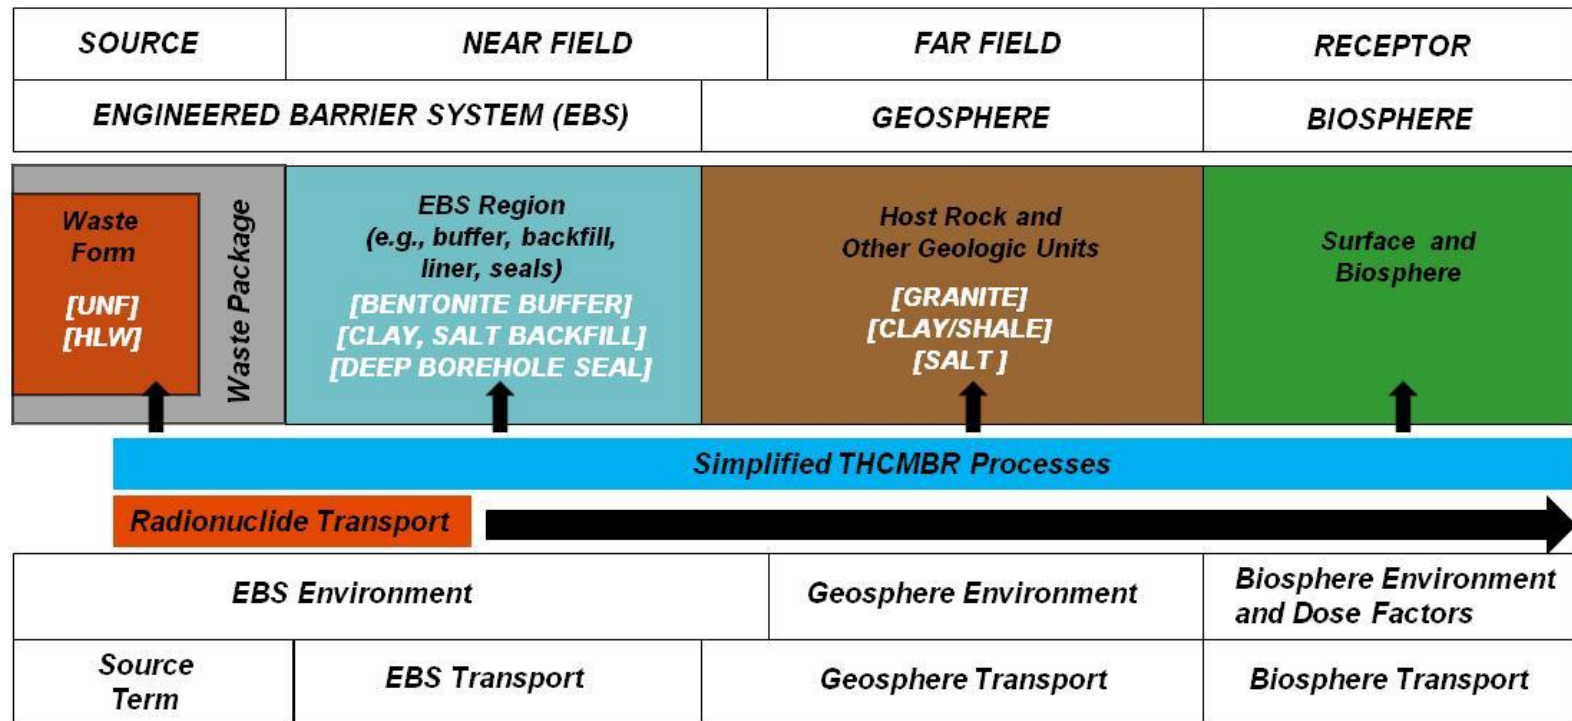 SOURCE
NEAR FIELD
FAR FIELD
RECEPTOR
ENGINEERED BARRIER SYSTEM (EBS)
GEOSPHERE
BIOSPHERE
Waste
Form
[UNF]
[HLW]
Waste Package
EBS Region
(e.g., buffer, backfill,
liner, seals)
[BENTONITE BUFFER]
[CLAY, SALT BACKFILL]
[DEEP BOREHOLE SEAL]
Host Rock and
Other Geologic Units
[GRANITE]
[CLAY/SHALE]
[SALT ]
Surface and
Biosphere
Simplified THCMBR Processes
Radionuclide Transport
EBS Environment
Geosphere Environment
Biosphere Environment
and Dose Factors
Source
Term
EBS Transport
Geosphere Transport
Biosphere Transport